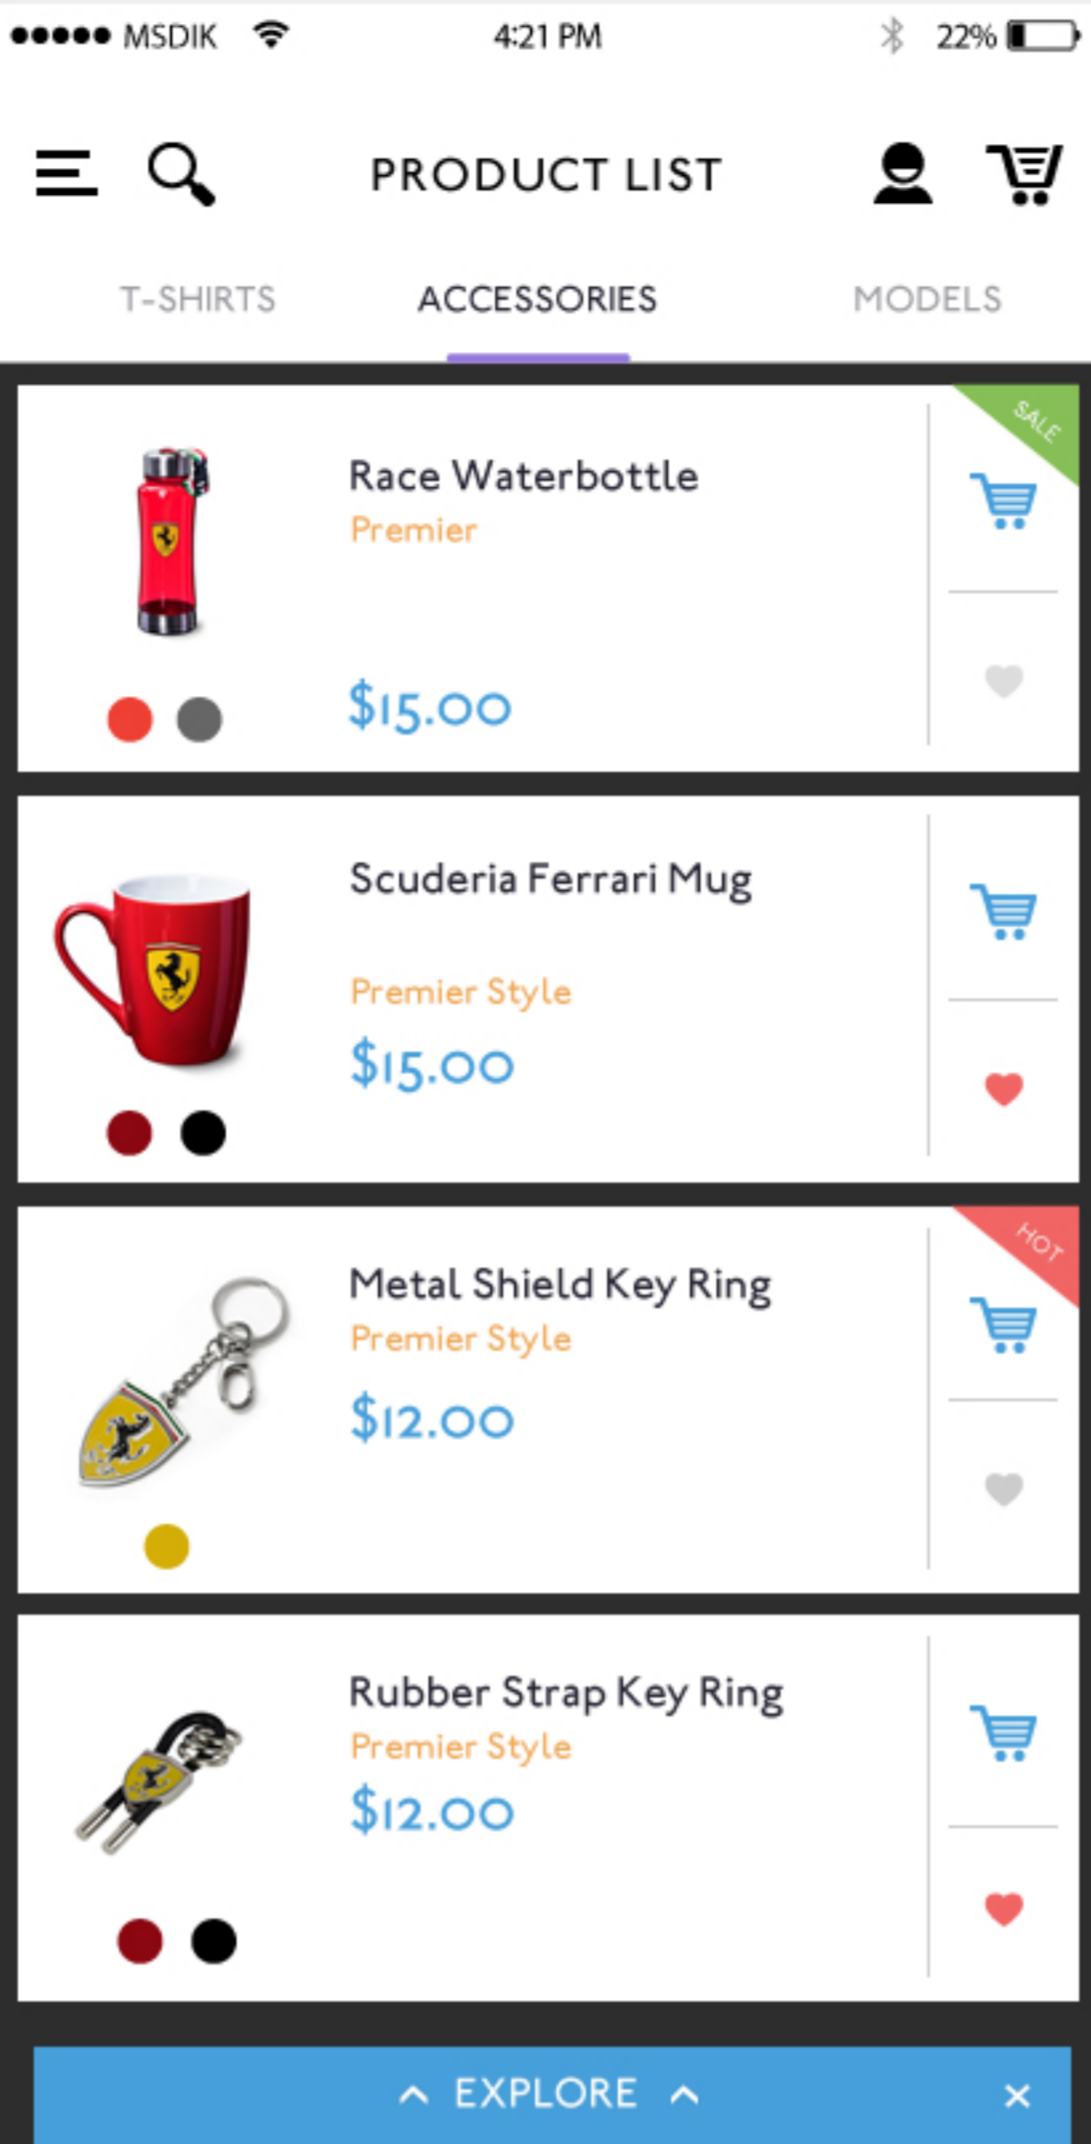 MSDIK 4:21 PM 22%
PRODUCT LIST
T-SHIRTS ACCESSORIES MODELS
SALE
Race Waterbottle
Premier
$15.00
Scuderia Ferrari Mug
Premier Style
$15.00
HOT
Metal Shield Key Ring
Premier Style
$12.00
Rubber Strap Key Ring
Premier Style
$12.00
EXPLORE